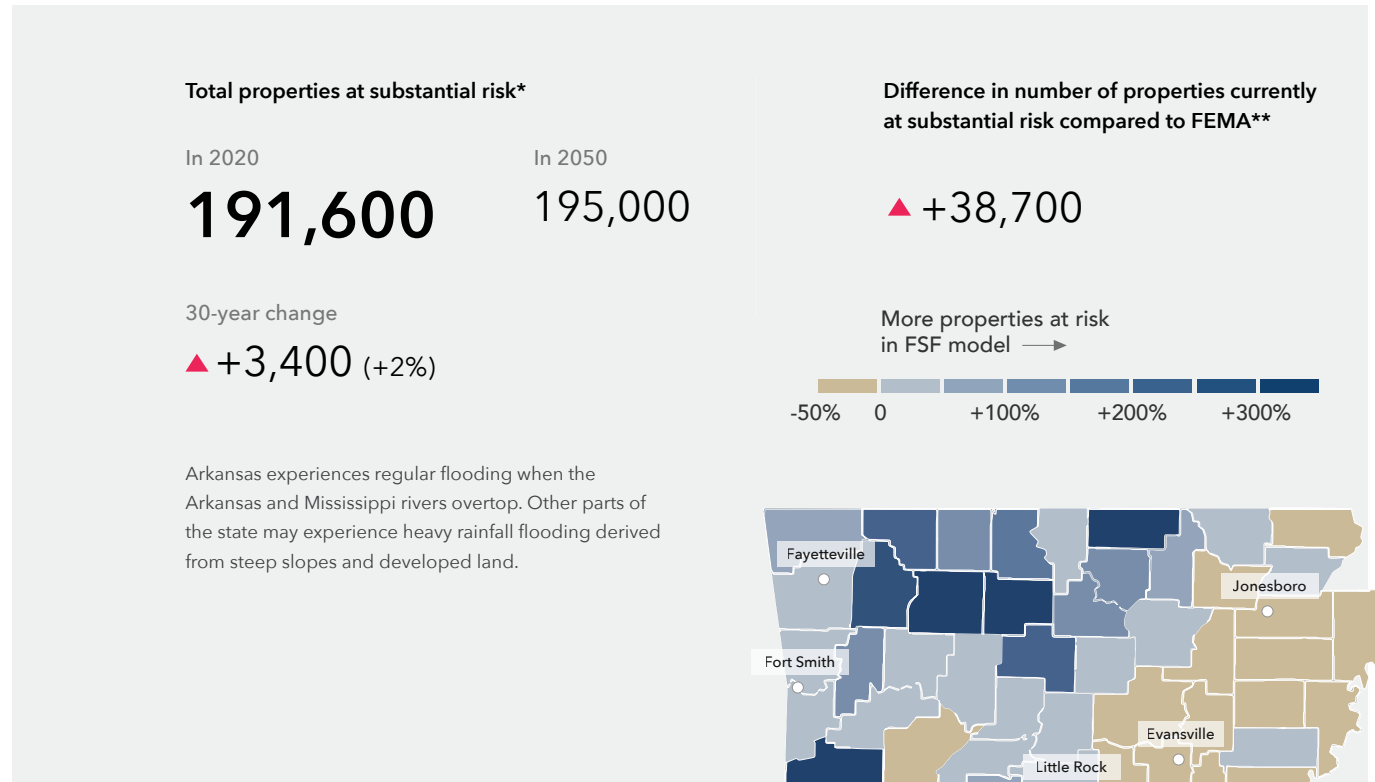 Total properties at substantial risk*
In 2020
191,600
In 2050
195,000
30-year change
+3,400 (+2%)
Arkansas experiences regular flooding when the
Arkansas and Mississippi rivers overtop. Other parts of
the state may experience heavy rainfall flooding derived
from steep slopes and developed land.
Difference in number of properties currently
at substantial risk compared to FEMA**
+38,700
More properties at risk
in FSF model
-50% 0 +100% +200% +300%
Fayetteville
Jonesboro
Fort Smith
Evansville
Little Rock